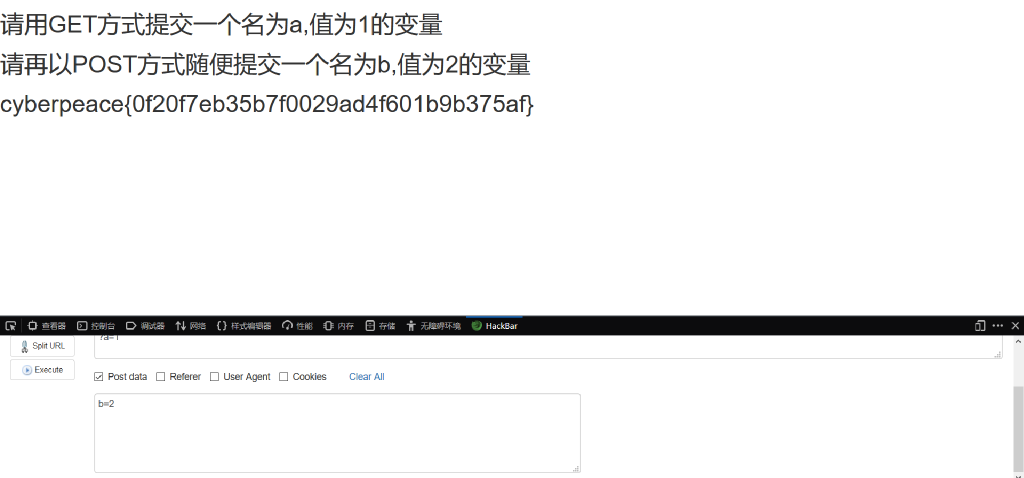 请用GET方式提交一个名为a,值为1的变量
请再以POST方式随便提交一个名为b,值为2的变量
cyberpeace{0f20f7eb35b7f0029ad4f601b9b375af}
查看器 控制台 调试器 网络 样式编辑器 性能 内存 存储 无障碍环境 HackBar
?a=1
Split URL
Execute
Post data Referer User Agent Cookies Clear All
b=2